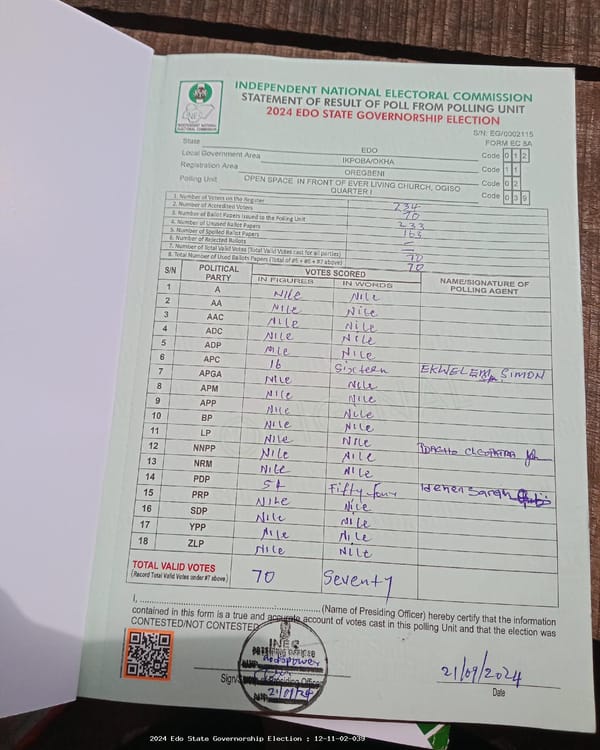 INDEPENDENT NATIONAL ELECTORAL COMMISSION
STATEMENT OF RESULT OF POLL FROM POLLING UNIT
2024 EDO STATE GOVERNORSHIP ELECTION
S/N: EG/0002115
FORM EC 8A
State EDO Code 0 1 2
Local Government Area IKPOBA/OKHA Code 1 1
Registration Area OREGBENI Code 0 2
Polling Unit OPEN SPACE IN FRONT OF EVER LIVING CHURCH, OGISO QUARTER I Code 0 3 9
1. Number of Voters on the Register 234
2. Number of Accredited Voters 70
3. Number of Ballot Papers Issued to the Polling Unit 233
4. Number of Unused Ballot Papers 163
5. Number of Spoiled Ballot Papers –
6. Number of Rejected Ballots –
7. Number of Total Valid Votes (Total Valid Votes cast for all parties) 70
8. Total Number of Used Ballots Papers (Total of #5 + #6 + #7 above) 70
S/N POLITICAL PARTY VOTES SCORED NAME/SIGNATURE OF POLLING AGENT
IN FIGURES IN WORDS
1 A Nile Nile
2 AA Nile Nile
3 AAC Nile Nile
4 ADC Nile Nile
5 ADP Nile Nile
6 APC 16 Sixteen EKWELEM SIMON
7 APGA Nile Nile
8 APM Nile Nile
9 APP Nile Nile
10 BP Nile Nile
11 LP Nile Nile CLEOPATRA
12 NNPP Nile Nile
13 NRM Nile Nile
14 PDP 54 Fifty four Sarah
15 PRP Nile Nile
16 SDP Nile Nile
17 YPP Nile Nile
18 ZLP Nile Nile
TOTAL VALID VOTES 70 Seventy
(Record Total Valid Votes under #7 above)
I, (Name of Presiding Officer) hereby certify that the information
contained in this form is a true and accurate account of votes cast in this polling Unit and that the election was
CONTESTED/NOT CONTESTED
INEC
21/09/24
21/09/2024
Date
2024 Edo State Governorship Election : 12-11-02-039